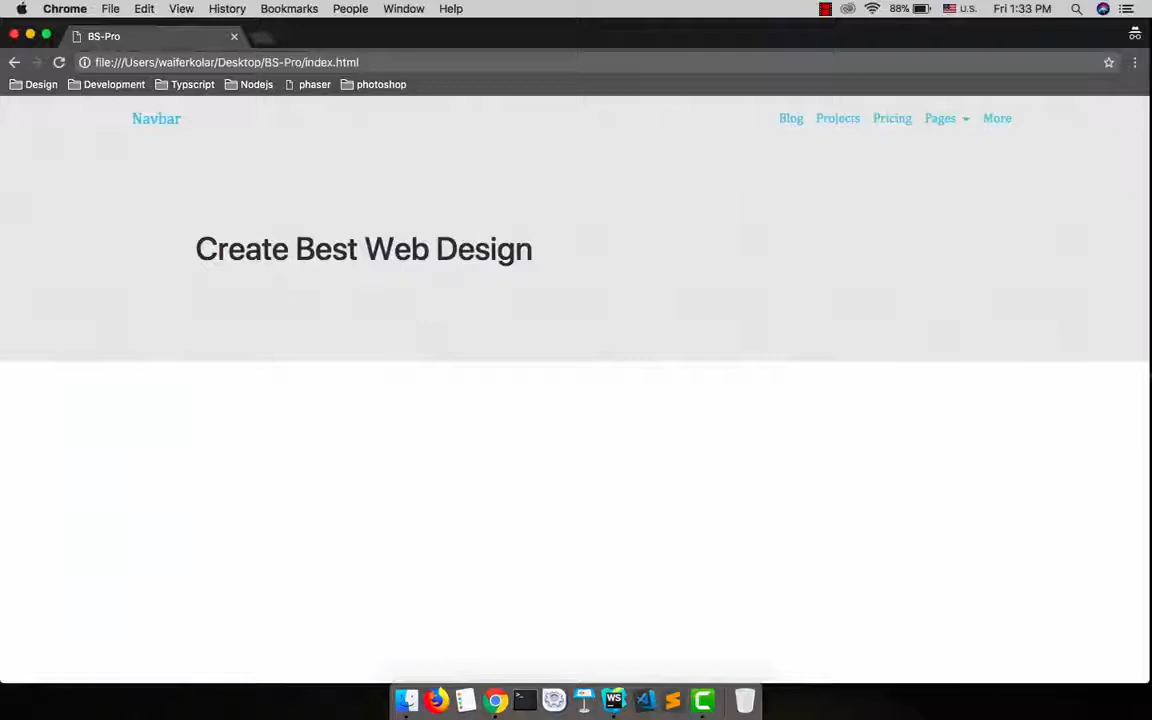 Chrome File Edit View History Bookmarks People Window Help 88% U.S. Fri 1:33 PM
BS-Pro
file:///Users/waiferkolar/Desktop/BS-Pro/index.html
Design Development Typscript Nodejs phaser photoshop
Navbar Blog Projects Pricing Pages More
Create Best Web Design
WS